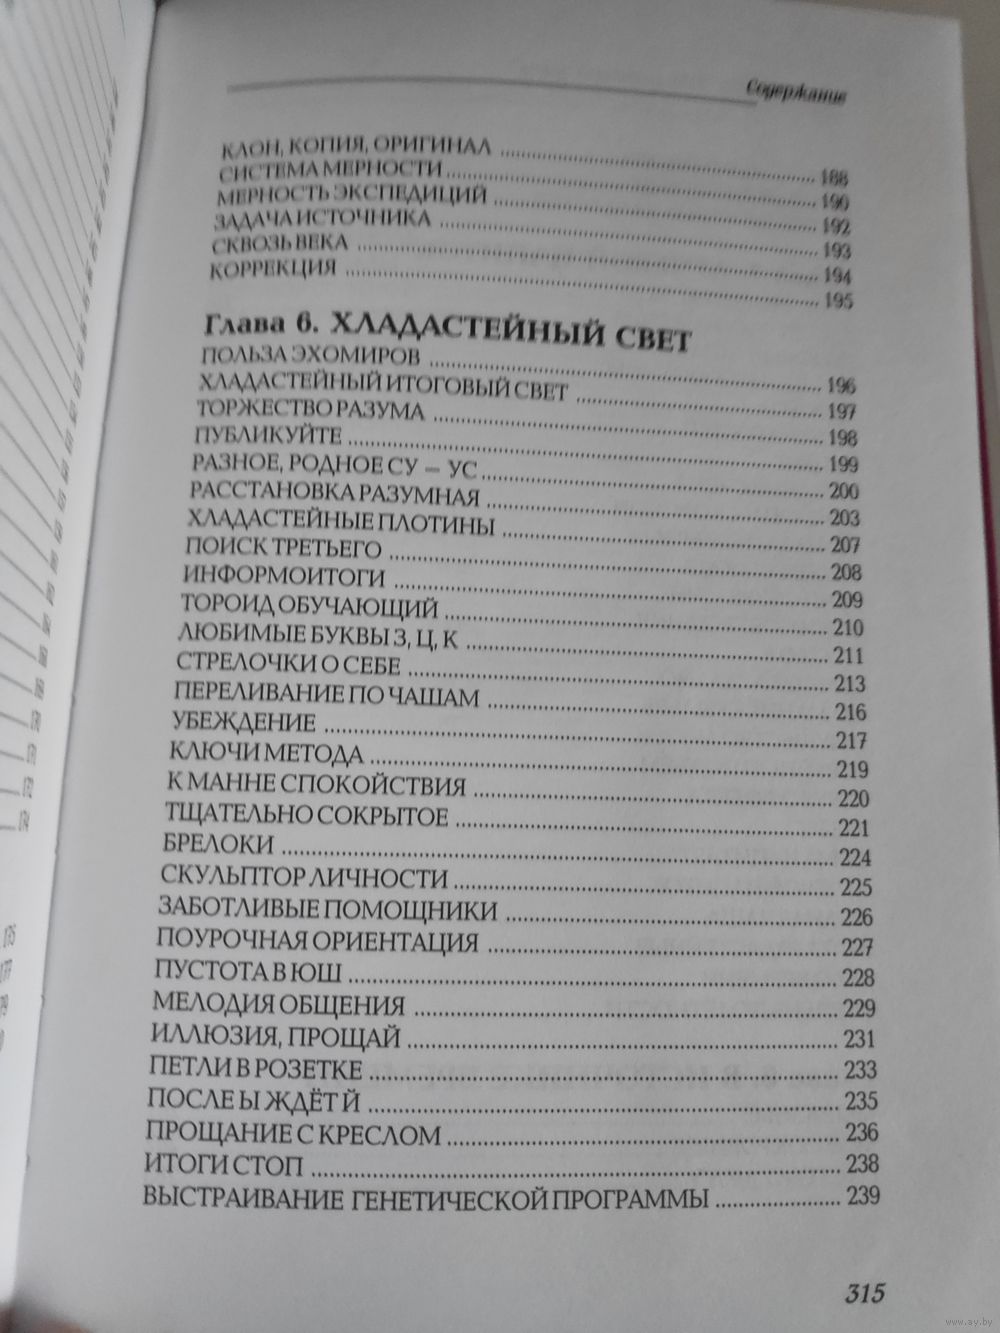 Содержание
КЛОН, КОПИЯ, ОРИГИНАЛ ........ 188
СИСТЕМА МЕРНОСТИ ........ 190
МЕРНОСТЬ ЭКСПЕДИЦИЙ ........ 192
ЗАДАЧА ИСТОЧНИКА ........ 193
СКВОЗЬ ВЕКА ........ 194
КОРРЕКЦИЯ ........ 195
Глава 6. ХЛАДАСТЕЙНЫЙ СВЕТ
ПОЛЬЗА ЭХОМИРОВ ........ 196
ХЛАДАСТЕЙНЫЙ ИТОГОВЫЙ СВЕТ ........ 197
ТОРЖЕСТВО РАЗУМА ........ 198
ПУБЛИКУЙТЕ ........ 199
РАЗНОЕ, РОДНОЕ СУ – УС ........ 200
РАССТАНОВКА РАЗУМНАЯ ........ 203
ХЛАДАСТЕЙНЫЕ ПЛОТИНЫ ........ 207
ПОИСК ТРЕТЬЕГО ........ 208
ИНФОРМОИТОГИ ........ 209
ТОРОИД ОБУЧАЮЩИЙ ........ 210
ЛЮБИМЫЕ БУКВЫ З, Ц, К ........ 211
СТРЕЛОЧКИ О СЕБЕ ........ 213
ПЕРЕЛИВАНИЕ ПО ЧАШАМ ........ 216
УБЕЖДЕНИЕ ........ 217
КЛЮЧИ МЕТОДА ........ 219
К МАННЕ СПОКОЙСТВИЯ ........ 220
ТЩАТЕЛЬНО СОКРЫТОЕ ........ 221
БРЕЛОКИ ........ 224
СКУЛЬПТОР ЛИЧНОСТИ ........ 225
ЗАБОТЛИВЫЕ ПОМОЩНИКИ ........ 226
ПОУРОЧНАЯ ОРИЕНТАЦИЯ ........ 227
ПУСТОТА В ЮШ ........ 228
МЕЛОДИЯ ОБЩЕНИЯ ........ 229
ИЛЛЮЗИЯ, ПРОЩАЙ ........ 231
ПЕТЛИ В РОЗЕТКЕ ........ 233
ПОСЛЕ Ы ЖДЁТ Й ........ 235
ПРОЩАНИЕ С КРЕСЛОМ ........ 236
ИТОГИ СТОП ........ 238
ВЫСТРАИВАНИЕ ГЕНЕТИЧЕСКОЙ ПРОГРАММЫ ........ 239
315
www.ay.by